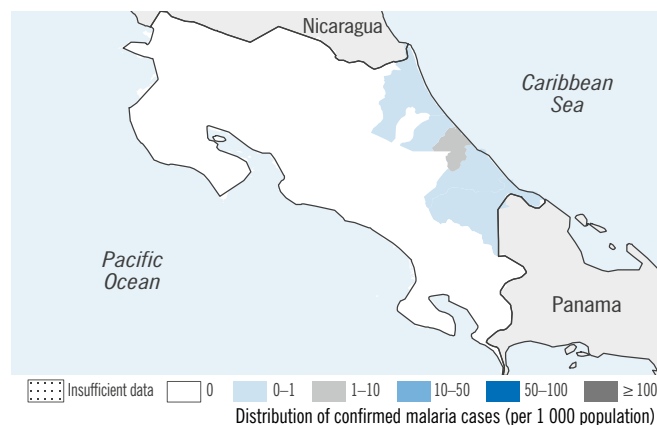 Nicaragua
Caribbean
Sea
Pacific
Ocean
Panama
Insufficient data 0 0–1 1–10 10–50 50–100 ≥ 100
Distribution of confirmed malaria cases (per 1 000 population)